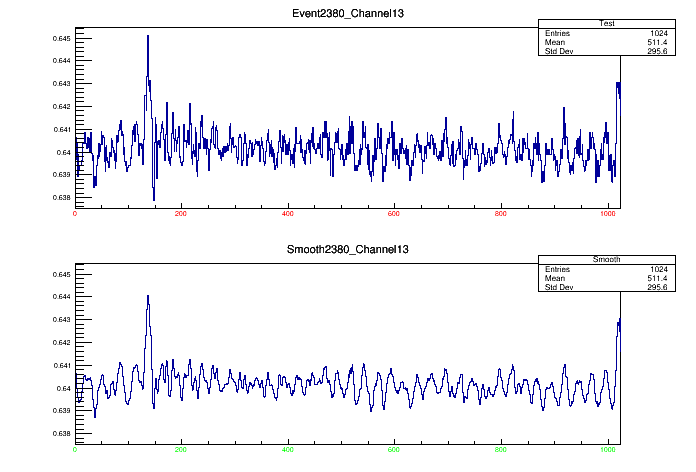 Event2380_Channel13
Test
Entries 1024
Mean 511.4
Std Dev 295.6
0.645
0.644
0.643
0.642
0.641
0.64
0.639
0.638
0 200 400 600 800 1000
Smooth2380_Channel13
Smooth
Entries 1024
Mean 511.4
Std Dev 295.6
0.645
0.644
0.643
0.642
0.641
0.64
0.639
0.638
0 200 400 600 800 1000